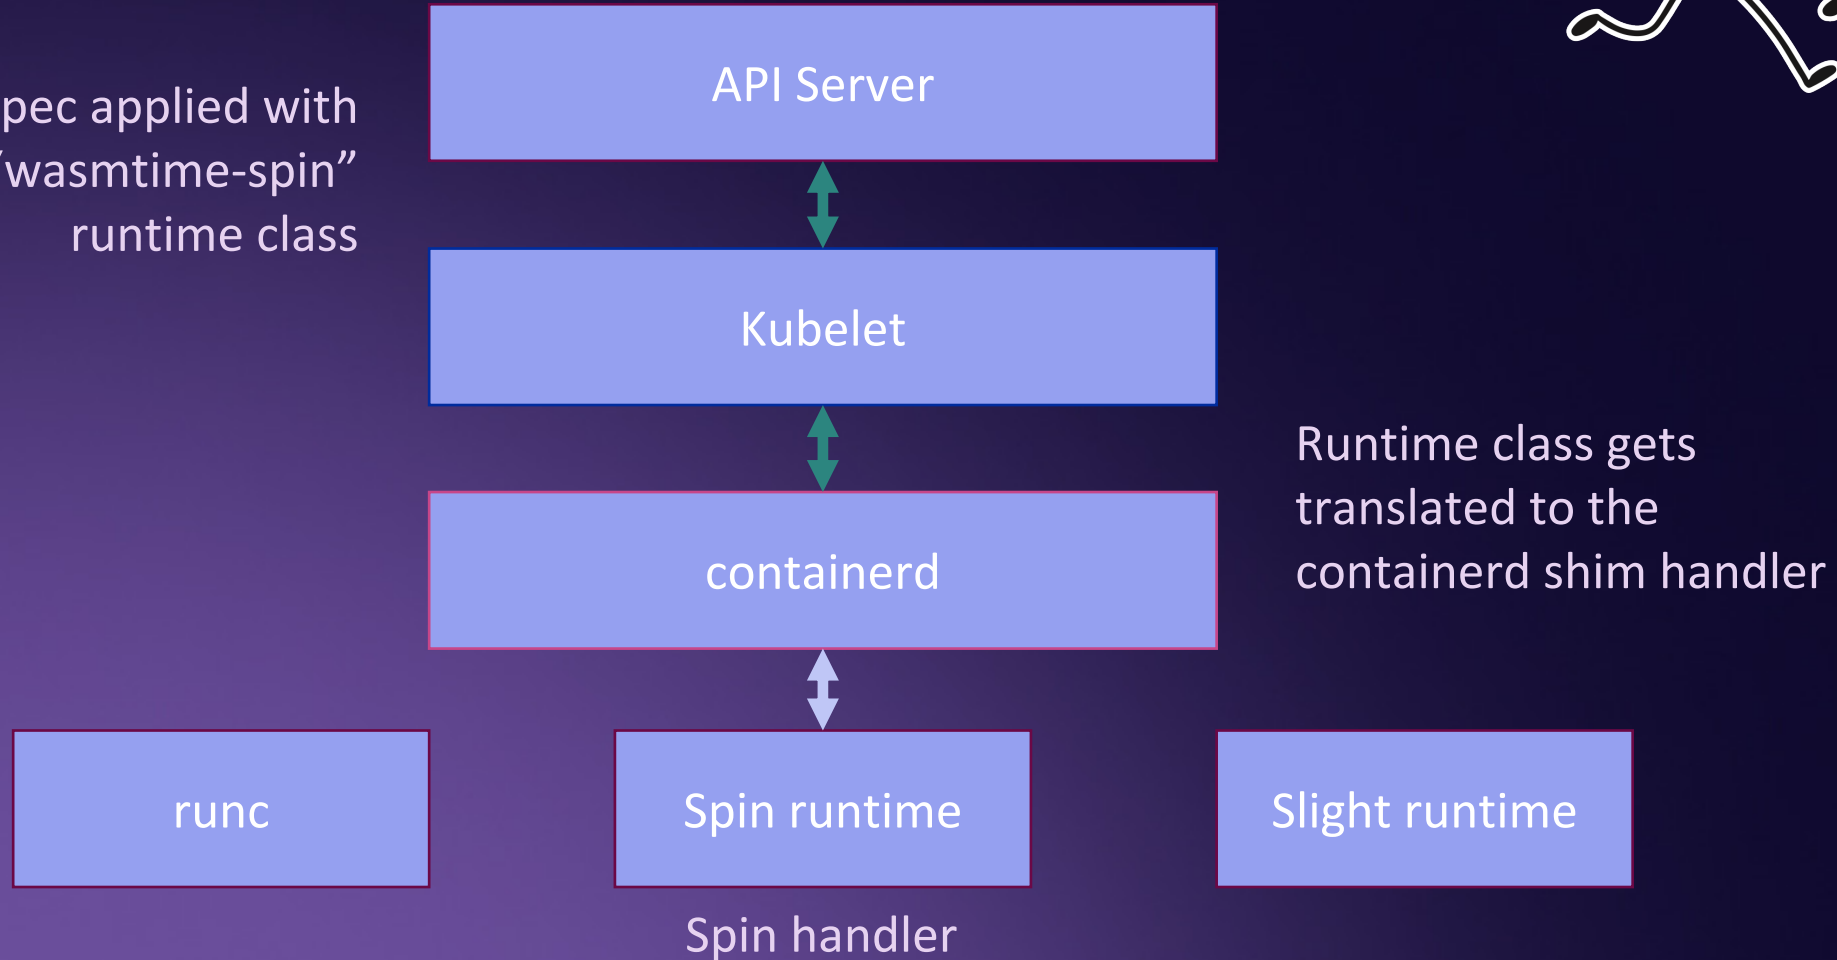 API Server
pec applied with
“wasmtime-spin”
runtime class
Kubelet
Runtime class gets
translated to the
containerd shim handler
containerd
runc
Spin runtime
Slight runtime
Spin handler